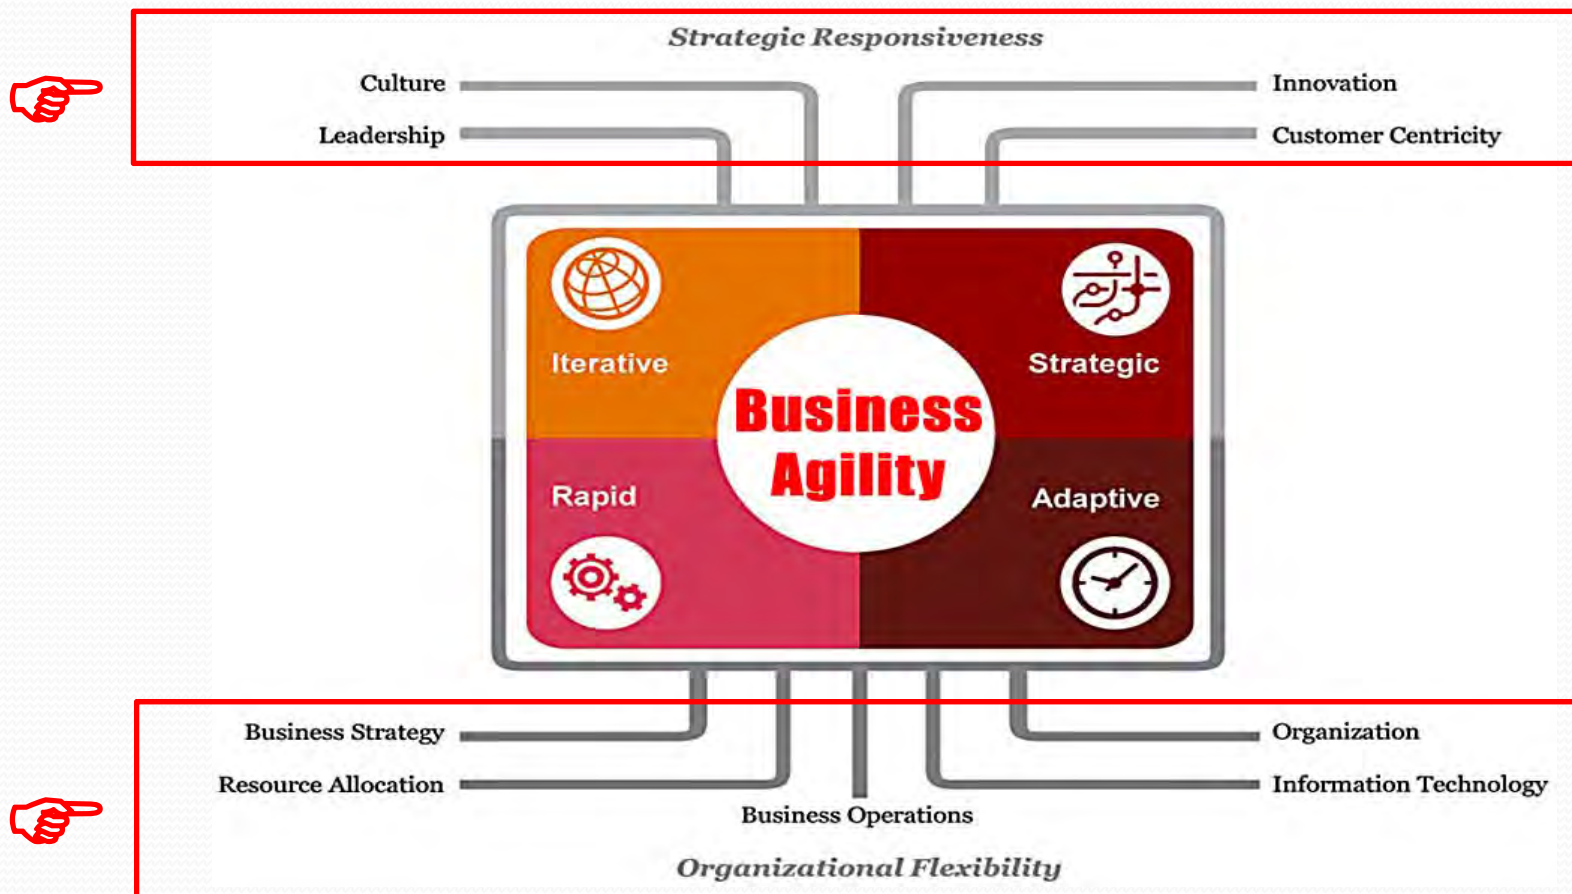 Strategic Responsiveness
Culture
Innovation
Leadership
Customer Centricity
Iterative
Strategic
Business
Agility
Rapid
Adaptive
Business Strategy
Organization
Resource Allocation
Information Technology
Business Operations
Organizational Flexibility